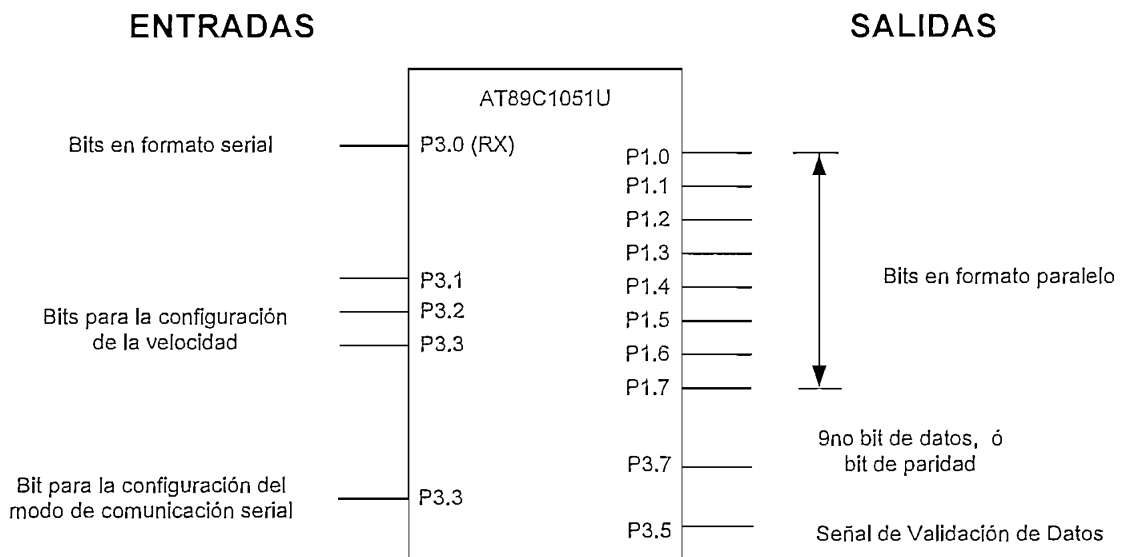 ENTRADAS
SALIDAS
AT89C1051U
Bits en formato serial
P3.0 (RX)
P3.1
P3.2
P3.3
Bits para la configuración
de la velocidad
P3.3
Bit para la configuración del
modo de comunicación serial
P1.0
P1.1
P1.2
P1.3
P1.4
P1.5
P1.6
P1.7
Bits en formato paralelo
P3.7
9no bit de datos, ó
bit de paridad
P3.5
Señal de Validación de Datos